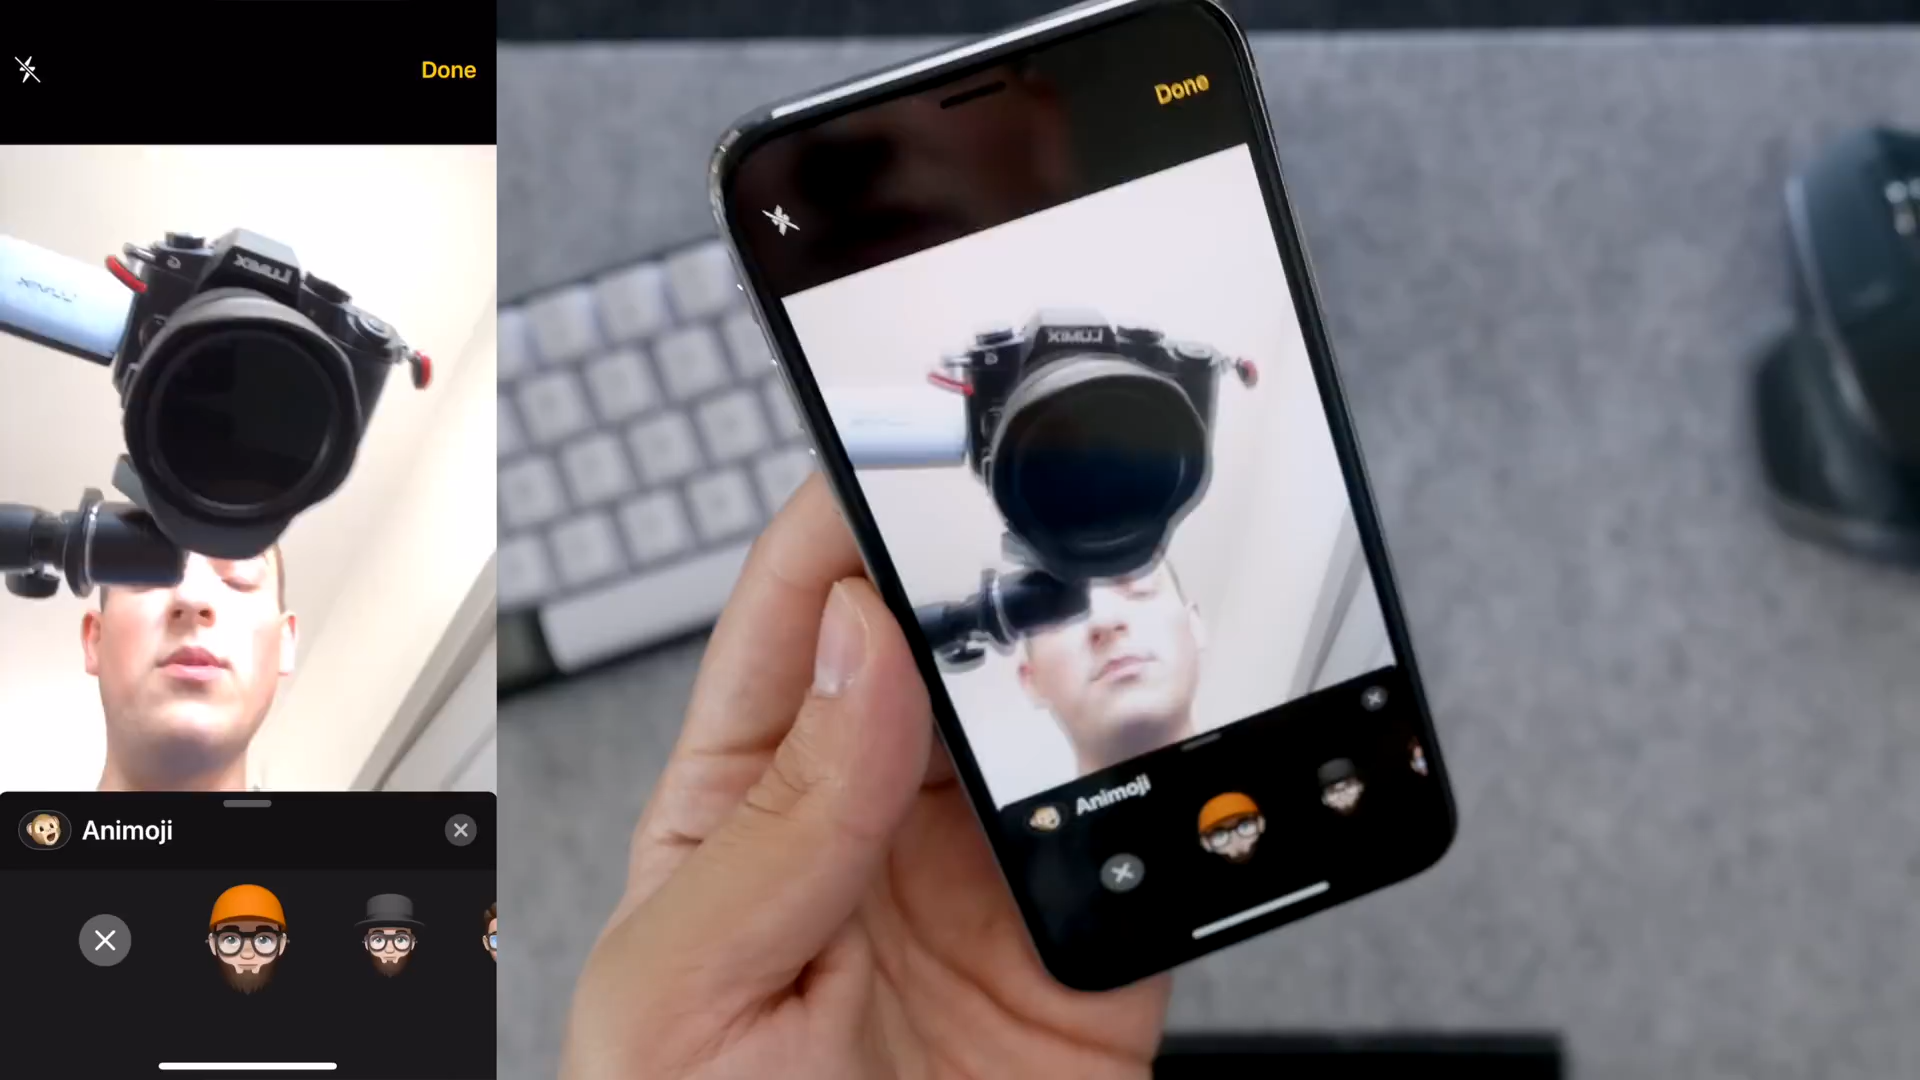 Done
LUMIX
G
Animoji
Done
LUMIX
G
Animoji